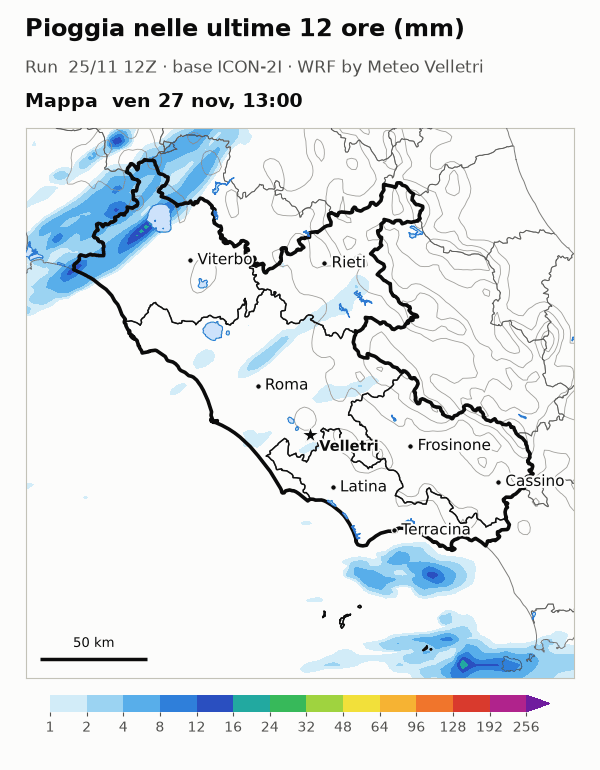 Pioggia nelle ultime 12 ore (mm)
Run 25/11 12Z · base ICON-2I · WRF by Meteo Velletri
Mappa ven 27 nov, 13:00
Viterbo
Rieti
Roma
Velletri
Frosinone
Cassino
Latina
Terracina
50 km
1 2 4 8 12 16 24 32 48 64 96 128 192 256